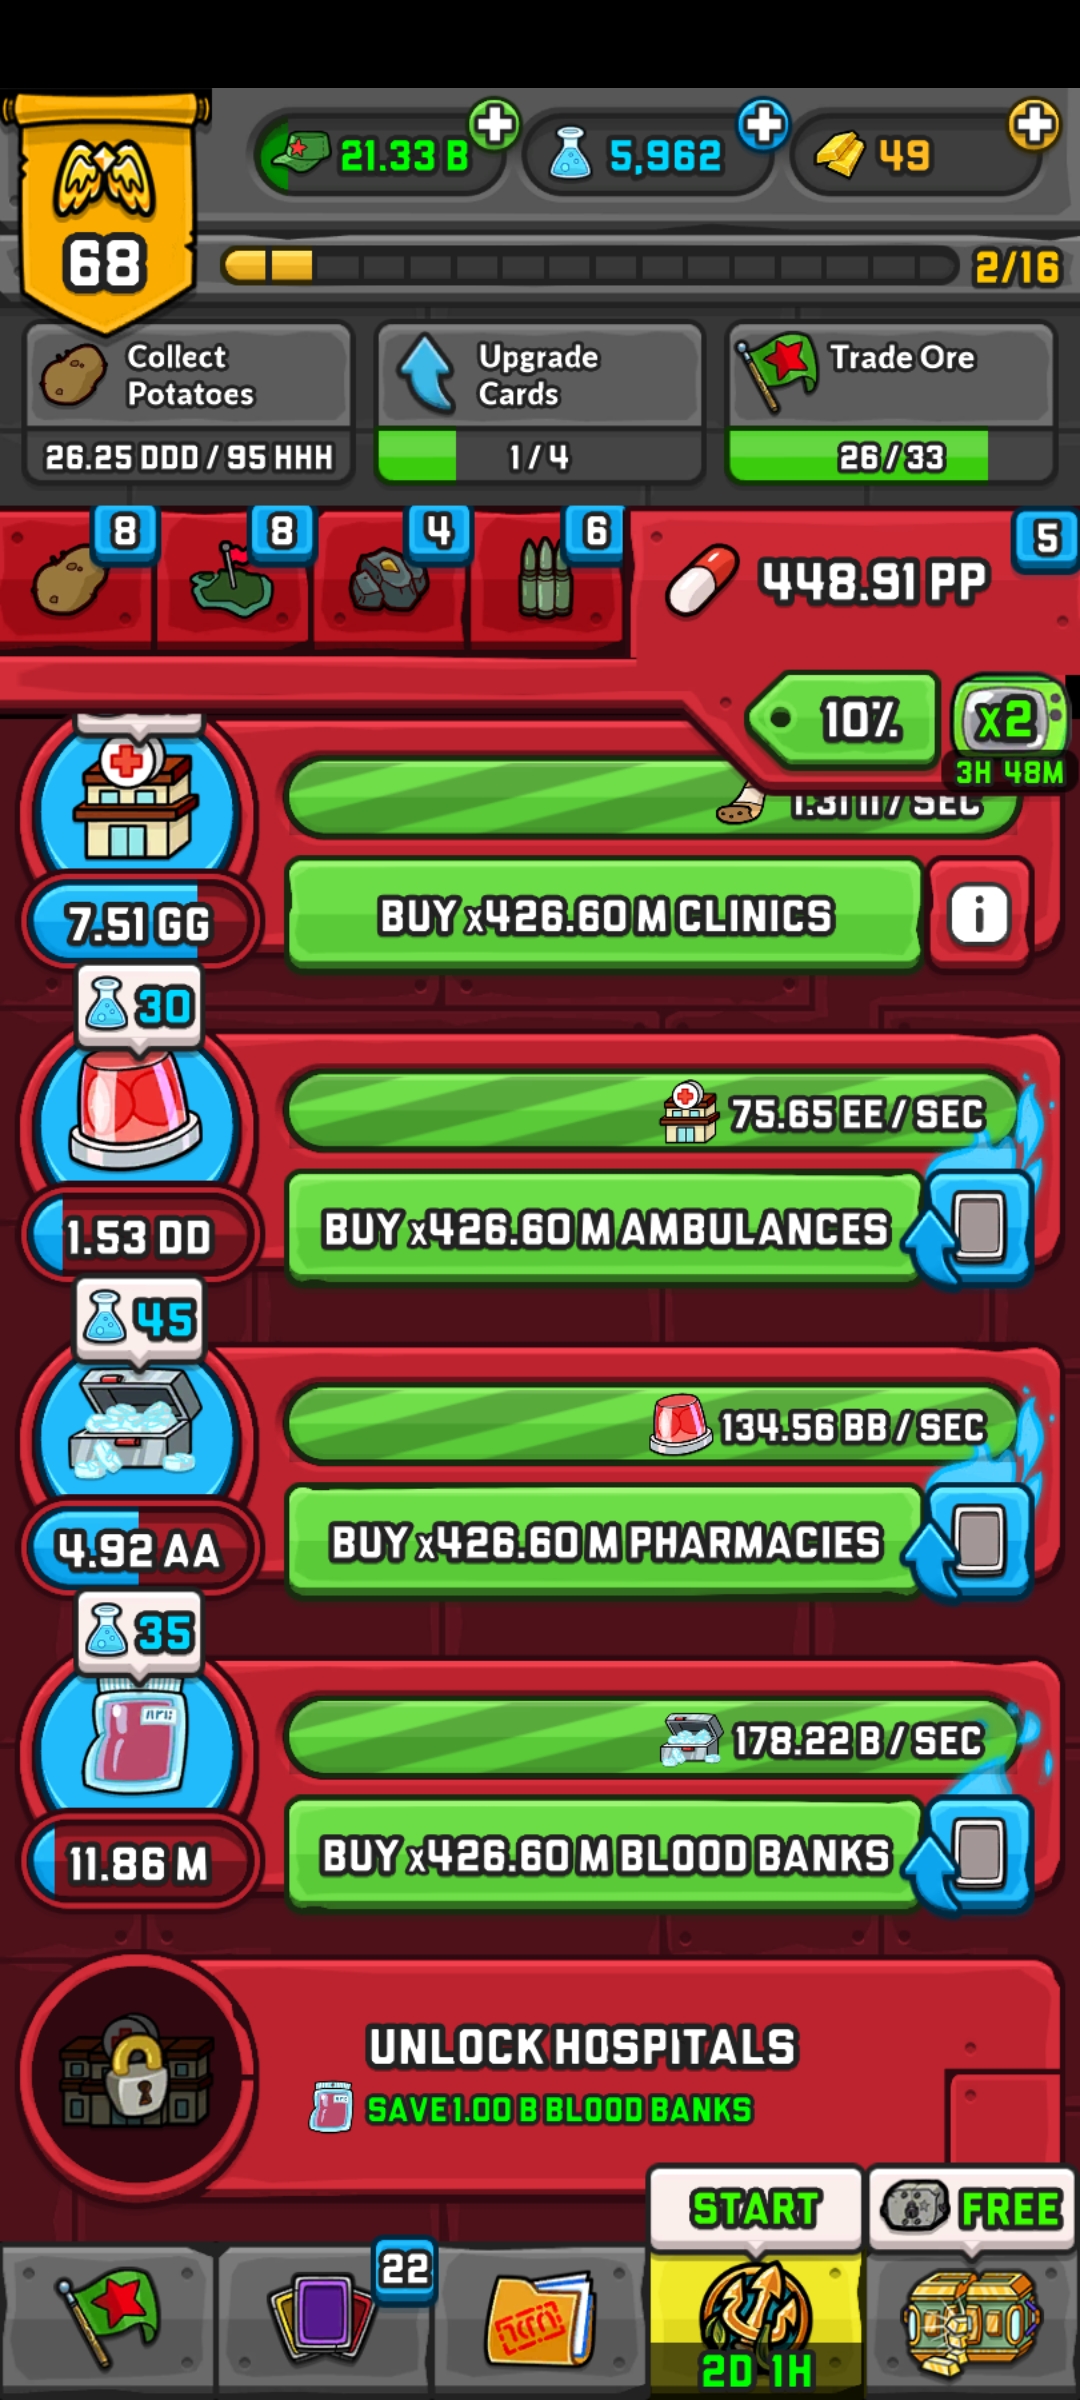 21.33 B
5,962
49
68
2/16
Collect
Potatoes
26.25 DDD / 95 HHH
Upgrade
Cards
1 / 4
Trade Ore
26 / 33
8
8
4
6
5
448.91 PP
10%
x2
3H 48M
/ SEC
7.51 GG
BUY x426.60 M CLINICS
i
30
75.65 EE / SEC
1.53 DD
BUY x426.60 M AMBULANCES
45
134.56 BB / SEC
4.92 AA
BUY x426.60 M PHARMACIES
35
178.22 B / SEC
11.86 M
BUY x426.60 M BLOOD BANKS
UNLOCK HOSPITALS
SAVE 1.00 B BLOOD BANKS
START
FREE
22
2D 1H